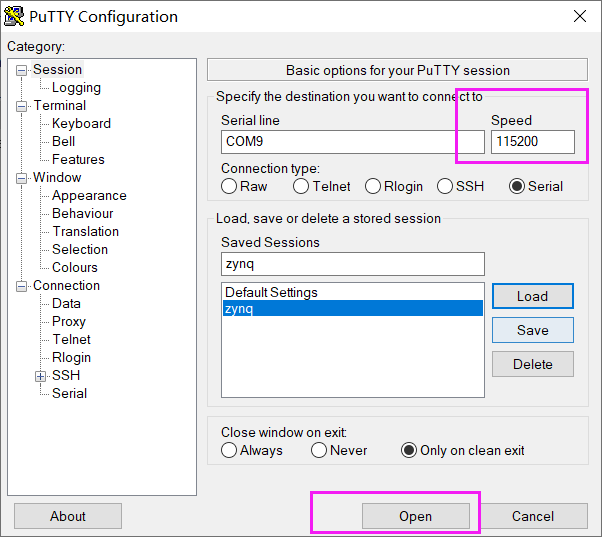 PuTTY Configuration
Category:
Session
Logging
Terminal
Keyboard
Bell
Features
Window
Appearance
Behaviour
Translation
Selection
Colours
Connection
Data
Proxy
Telnet
Rlogin
SSH
Serial
Basic options for your PuTTY session
Specify the destination you want to connect to
Serial line Speed
COM9 115200
Connection type:
Raw Telnet Rlogin SSH Serial
Load, save or delete a stored session
Saved Sessions
zynq
Default Settings
zynq
Load
Save
Delete
Close window on exit:
Always Never Only on clean exit
About Open Cancel